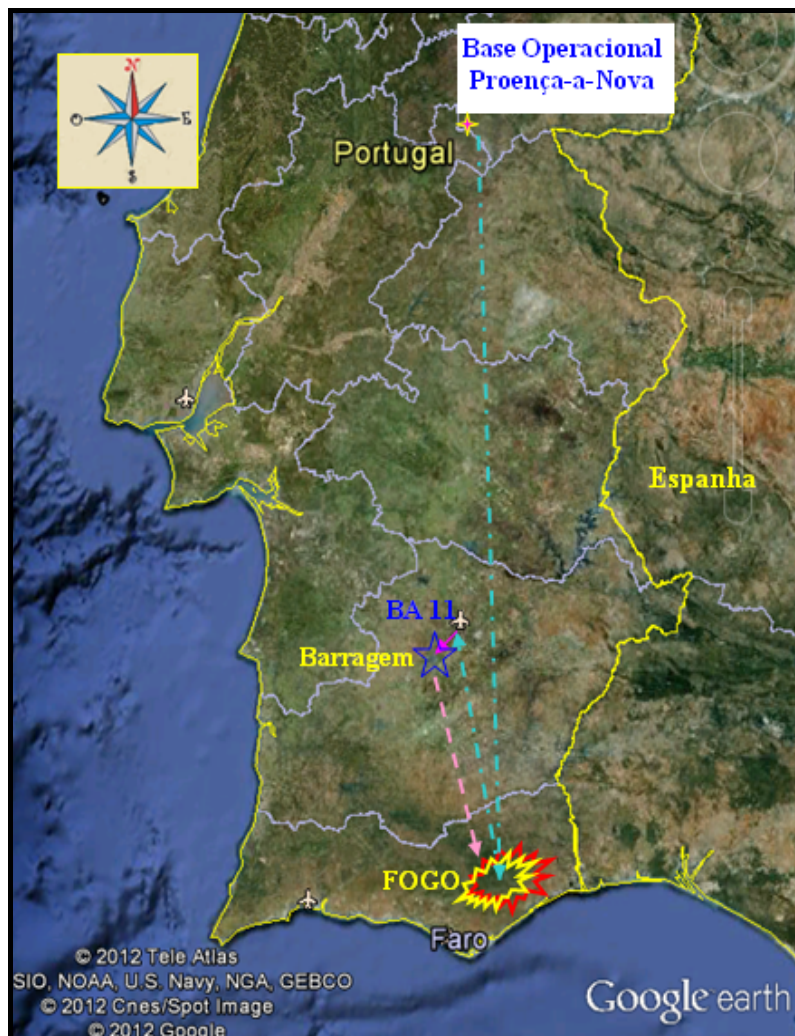 Base Operacional
Proença-a-Nova
N
O
E
S
Portugal
Espanha
BA 11
Barragem
FOGO
Faro
© 2012 Tele Atlas
SIO, NOAA, U.S. Navy, NGA, GEBCO
© 2012 Cnes/Spot Image
© 2012 Google
Google earth